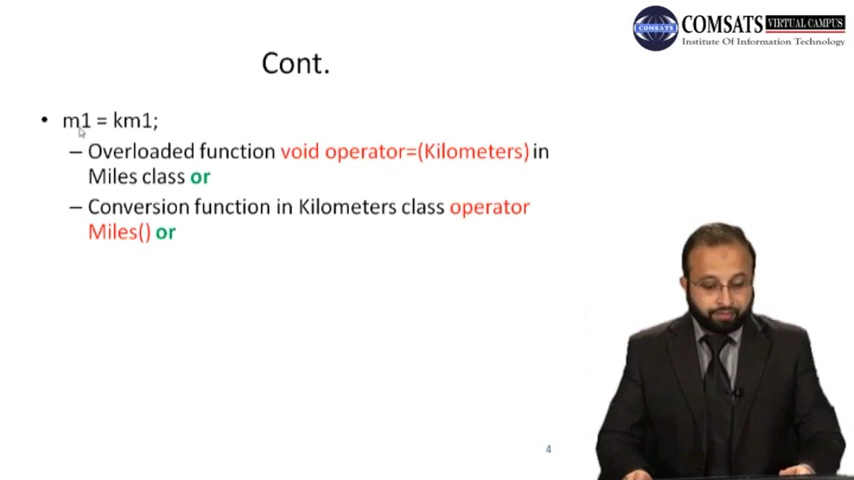 COMSATS VIRTUAL CAMPUS
COMSATS
Institute Of Information Technology
Cont.
• m1 = km1;
– Overloaded function void operator=(Kilometers) in
Miles class or
– Conversion function in Kilometers class operator
Miles() or
4